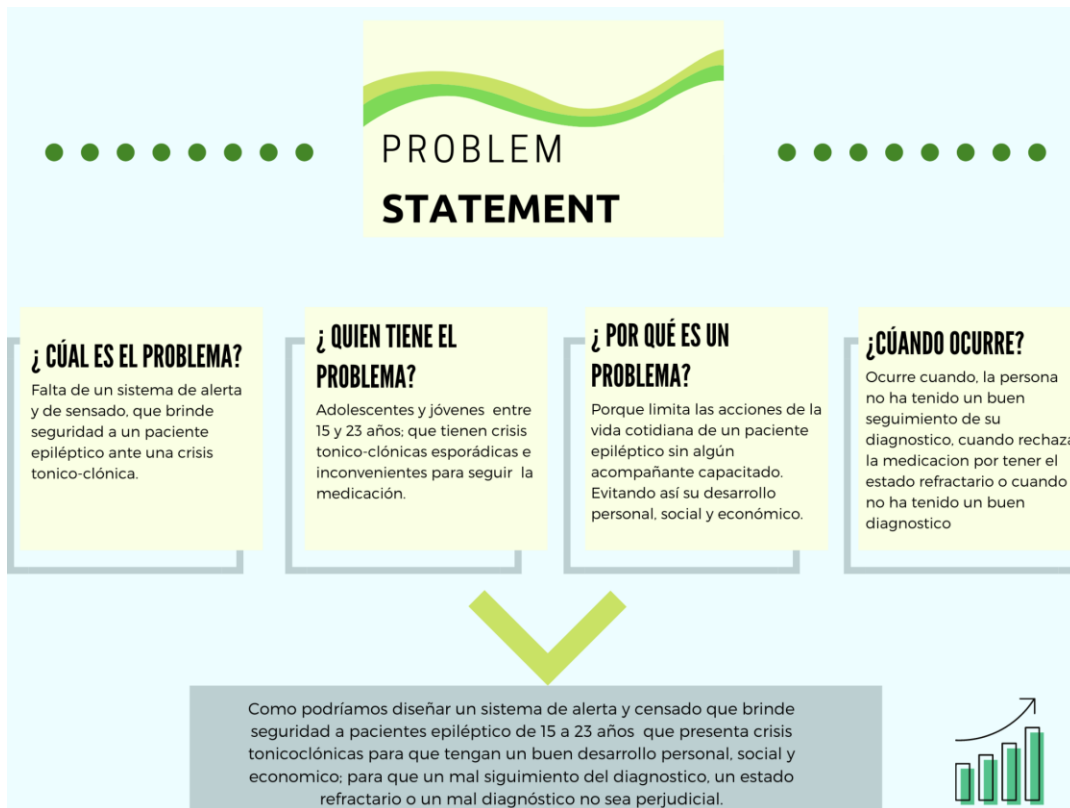 PROBLEM
STATEMENT
¿ CÚAL ES EL PROBLEMA?
Falta de un sistema de alerta
y de sensado, que brinde
seguridad a un paciente
epiléptico ante una crisis
tonico-clónica.
¿ QUIEN TIENE EL
PROBLEMA?
Adolescentes y jóvenes entre
15 y 23 años; que tienen crisis
tonico-clónicas esporádicas e
inconvenientes para seguir la
medicación.
¿ POR QUÉ ES UN
PROBLEMA?
Porque limita las acciones de la
vida cotidiana de un paciente
epiléptico sin algún
acompañante capacitado.
Evitando así su desarrollo
personal, social y económico.
¿CÚANDO OCURRE?
Ocurre cuando, la persona
no ha tenido un buen
seguimiento de su
diagnostico, cuando rechaza
la medicacion por tener el
estado refractario o cuando
no ha tenido un buen
diagnostico
Como podríamos diseñar un sistema de alerta y censado que brinde
seguridad a pacientes epiléptico de 15 a 23 años que presenta crisis
tonicoclónicas para que tengan un buen desarrollo personal, social y
economico; para que un mal siguimiento del diagnostico, un estado
refractario o un mal diagnóstico no sea perjudicial.